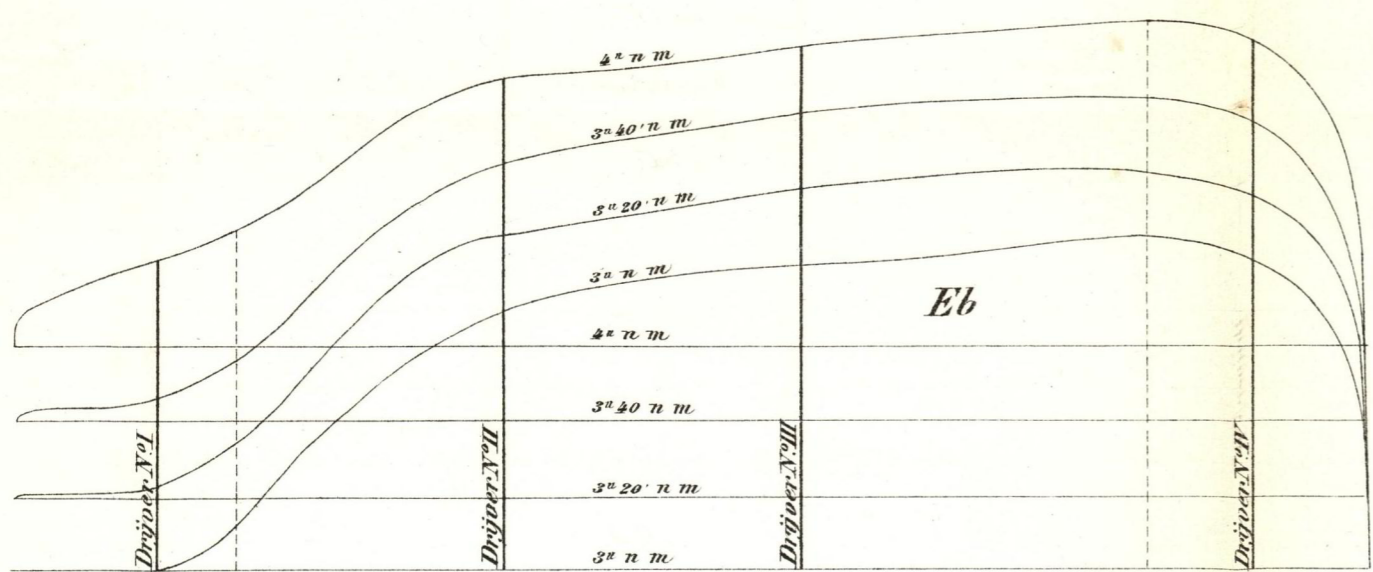 4ᵘ n m
3ᵘ 40' n m
3ᵘ 20' n m
3ᵘ n m
Eb
4ᵘ n m
3ᵘ 40 n m
3ᵘ 20' n m
3ᵘ n m
Drijver Nº I
Drijver Nº II
Drijver Nº III
Drijver Nº IV